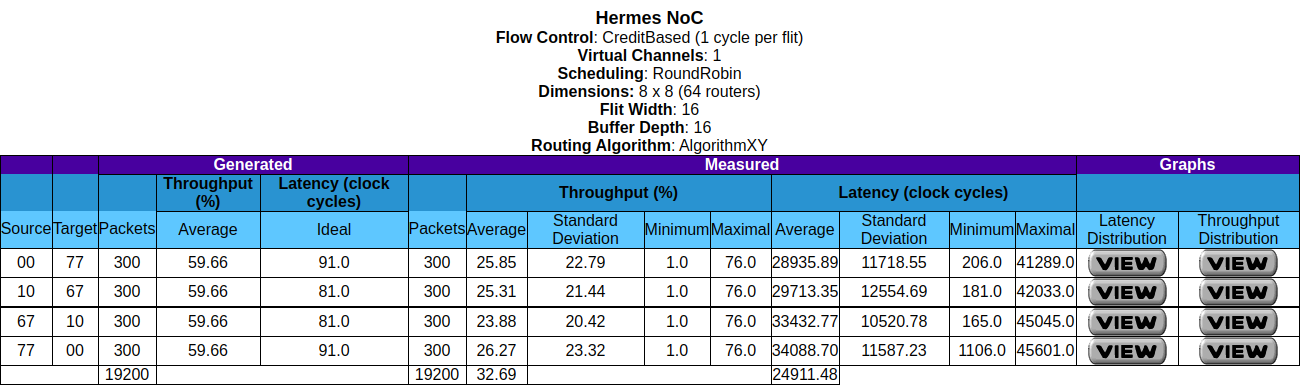 Hermes NoC
Flow Control: CreditBased (1 cycle per flit)
Virtual Channels: 1
Scheduling: RoundRobin
Dimensions: 8 x 8 (64 routers)
Flit Width: 16
Buffer Depth: 16
Routing Algorithm: AlgorithmXY
Generated Measured Graphs
Throughput (%) Latency (clock cycles) Throughput (%) Latency (clock cycles)
Source Target Packets Average Ideal Packets Average Standard Deviation Minimum Maximal Average Standard Deviation Minimum Maximal Latency Distribution Throughput Distribution
00 77 300 59.66 91.0 300 25.85 22.79 1.0 76.0 28935.89 11718.55 206.0 41289.0 VIEW VIEW
10 67 300 59.66 81.0 300 25.31 21.44 1.0 76.0 29713.35 12554.69 181.0 42033.0 VIEW VIEW
67 10 300 59.66 81.0 300 23.88 20.42 1.0 76.0 33432.77 10520.78 165.0 45045.0 VIEW VIEW
77 00 300 59.66 91.0 300 26.27 23.32 1.0 76.0 34088.70 11587.23 1106.0 45601.0 VIEW VIEW
19200 19200 32.69 24911.48